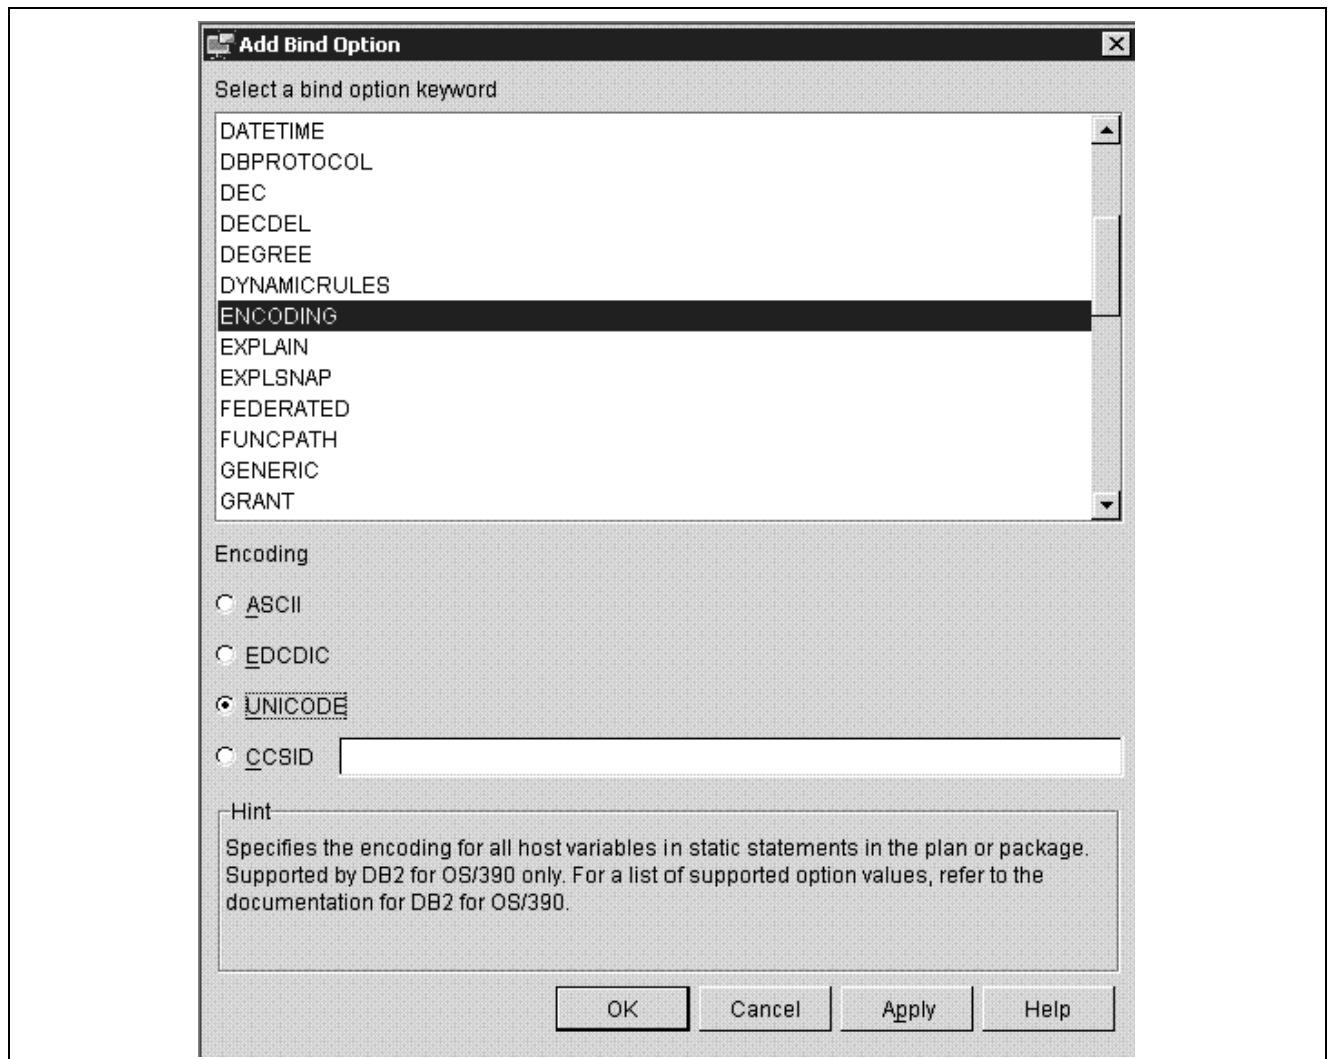 Add Bind Option
Select a bind option keyword
DATETIME
DBPROTOCOL
DEC
DECDEL
DEGREE
DYNAMICRULES
ENCODING
EXPLAIN
EXPLSNAP
FEDERATED
FUNCPATH
GENERIC
GRANT
Encoding
ASCII
EDCDIC
UNICODE
CCSID
Hint
Specifies the encoding for all host variables in static statements in the plan or package.
Supported by DB2 for OS/390 only. For a list of supported option values, refer to the
documentation for DB2 for OS/390.
OK Cancel Apply Help